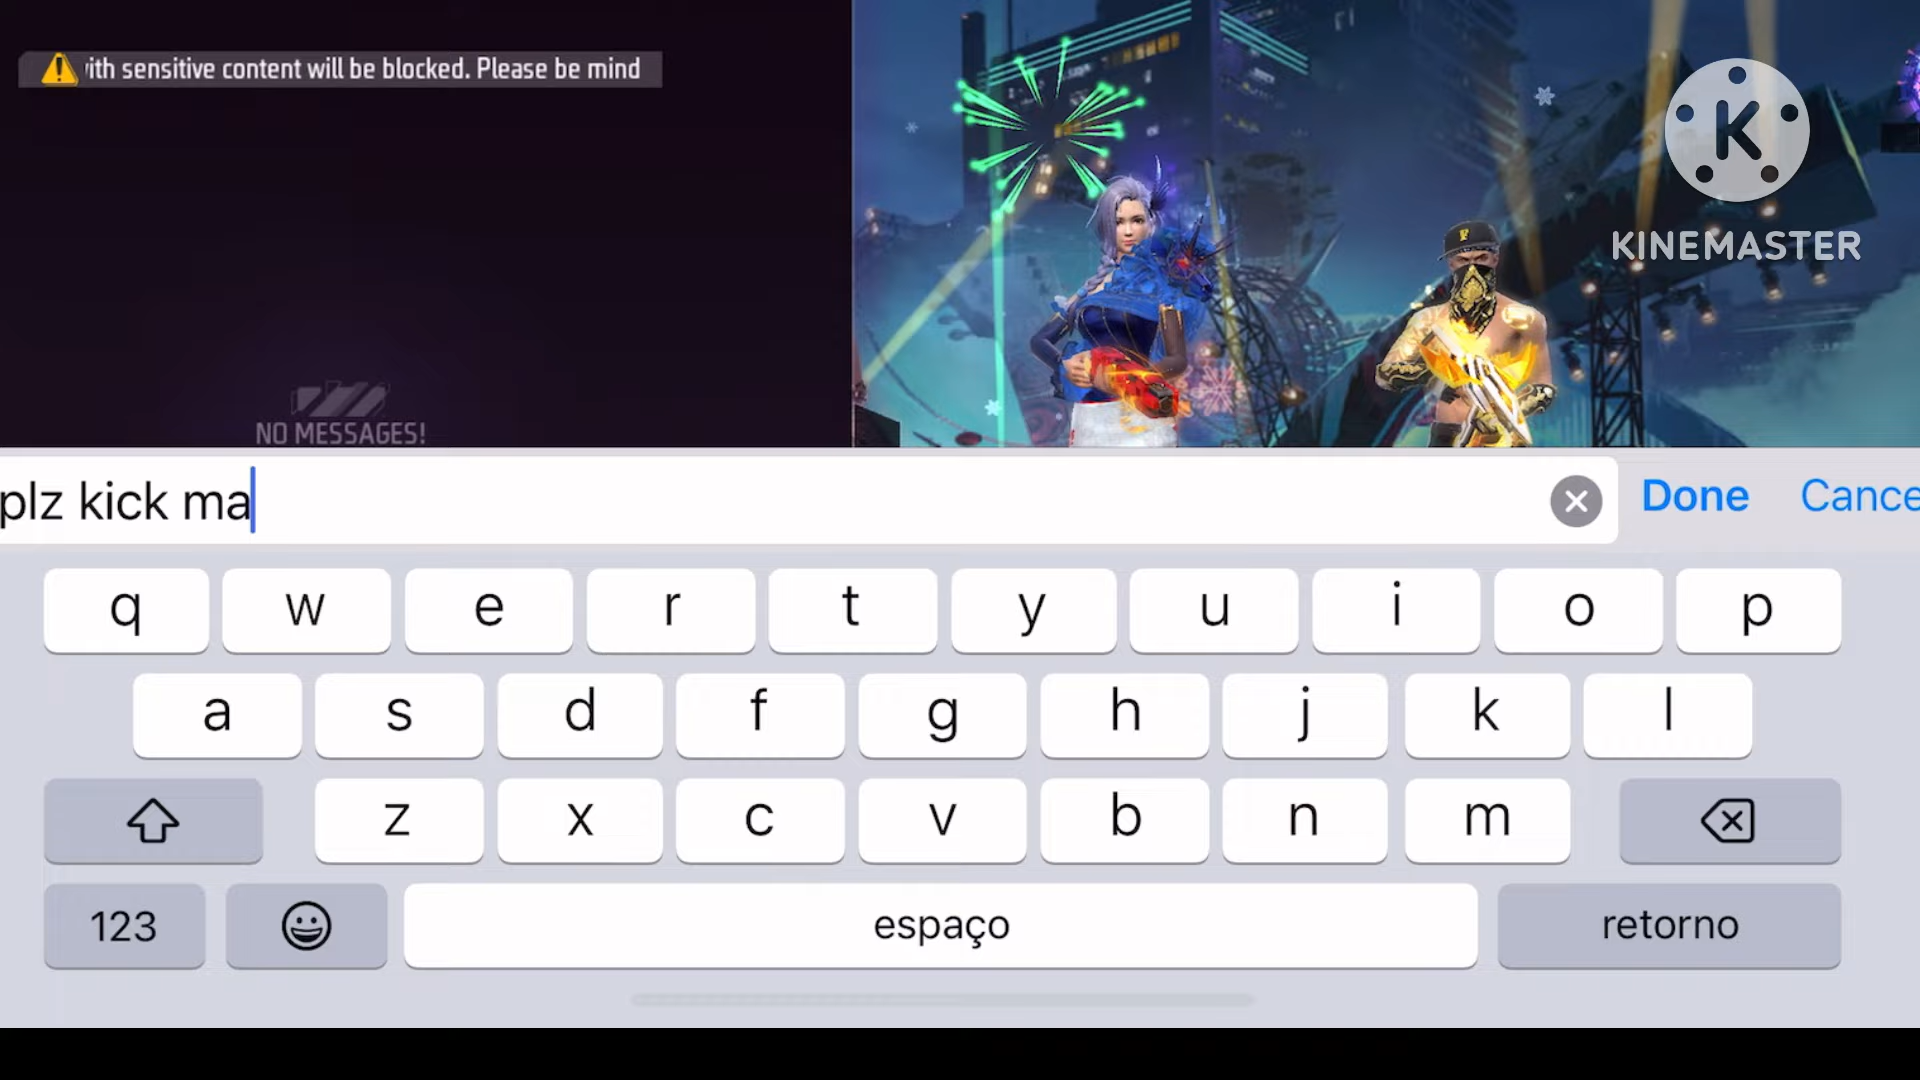 ith sensitive content will be blocked. Please be mind
K
KINEMASTER
NO MESSAGES!
plz kick ma
Done
Cance
q w e r t y u i o p
a s d f g h j k l
z x c v b n m
123
espaço
retorno